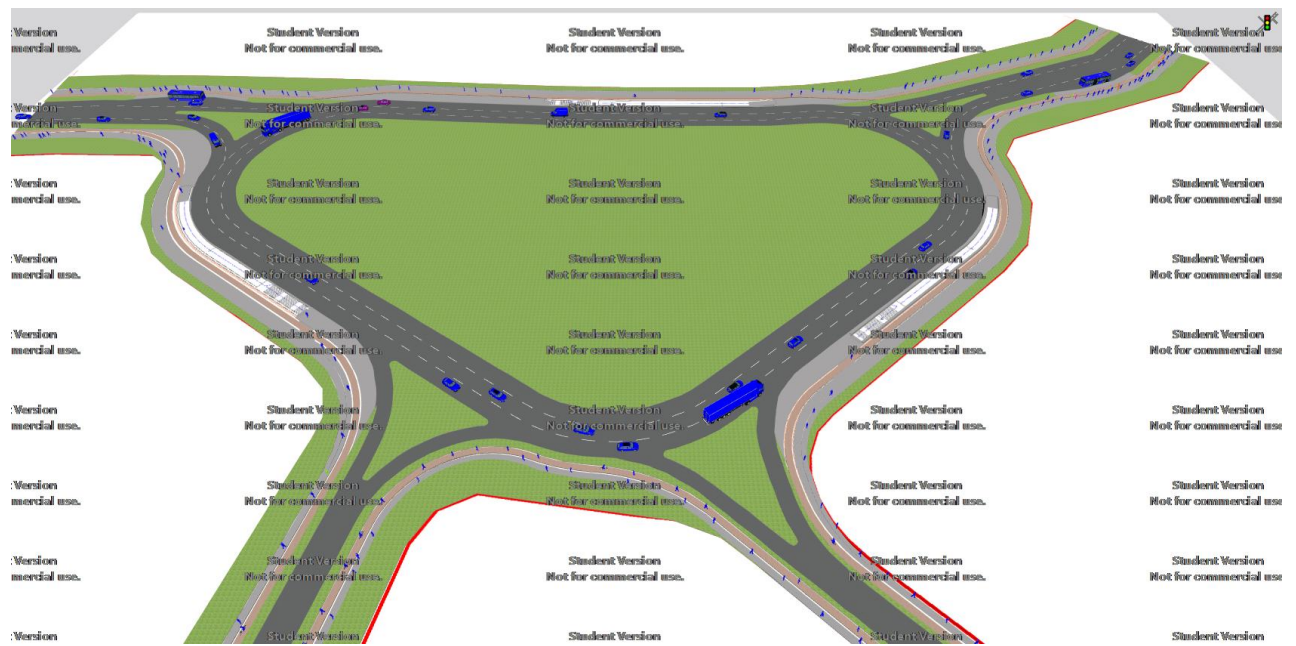 Version Student Version Student Version Student Version Student Version
mercial use. Not for commercial use. Not for commercial use. Not for commercial use. Not for commercial use
Version Student Version Student Version Student Version Student Version
mercial use. Not for commercial use. Not for commercial use. Not for commercial use. Not for commercial use
: Version Student Version Student Version Student Version Student Version
mercial use. Not for commercial use. Not for commercial use. Not for commercial use. Not for commercial use
: Version Student Version Student Version Student Version Student Version
mercial use. Not for commercial use. Not for commercial use. Not for commercial use. Not for commercial use
: Version Student Version Student Version Student Version Student Version
mercial use. Not for commercial use. Not for commercial use. Not for commercial use. Not for commercial use
: Version Student Version Student Version Student Version Student Version
mercial use. Not for commercial use. Not for commercial use. Not for commercial use. Not for commercial use
: Version Student Version Student Version Student Version Student Version
mercial use. Not for commercial use. Not for commercial use. Not for commercial use. Not for commercial use
: Version Student Version Student Version Student Version Student Version
mercial use. Not for commercial use. Not for commercial use. Not for commercial use. Not for commercial use
: Version Student Version Student Version Student Version Student Version